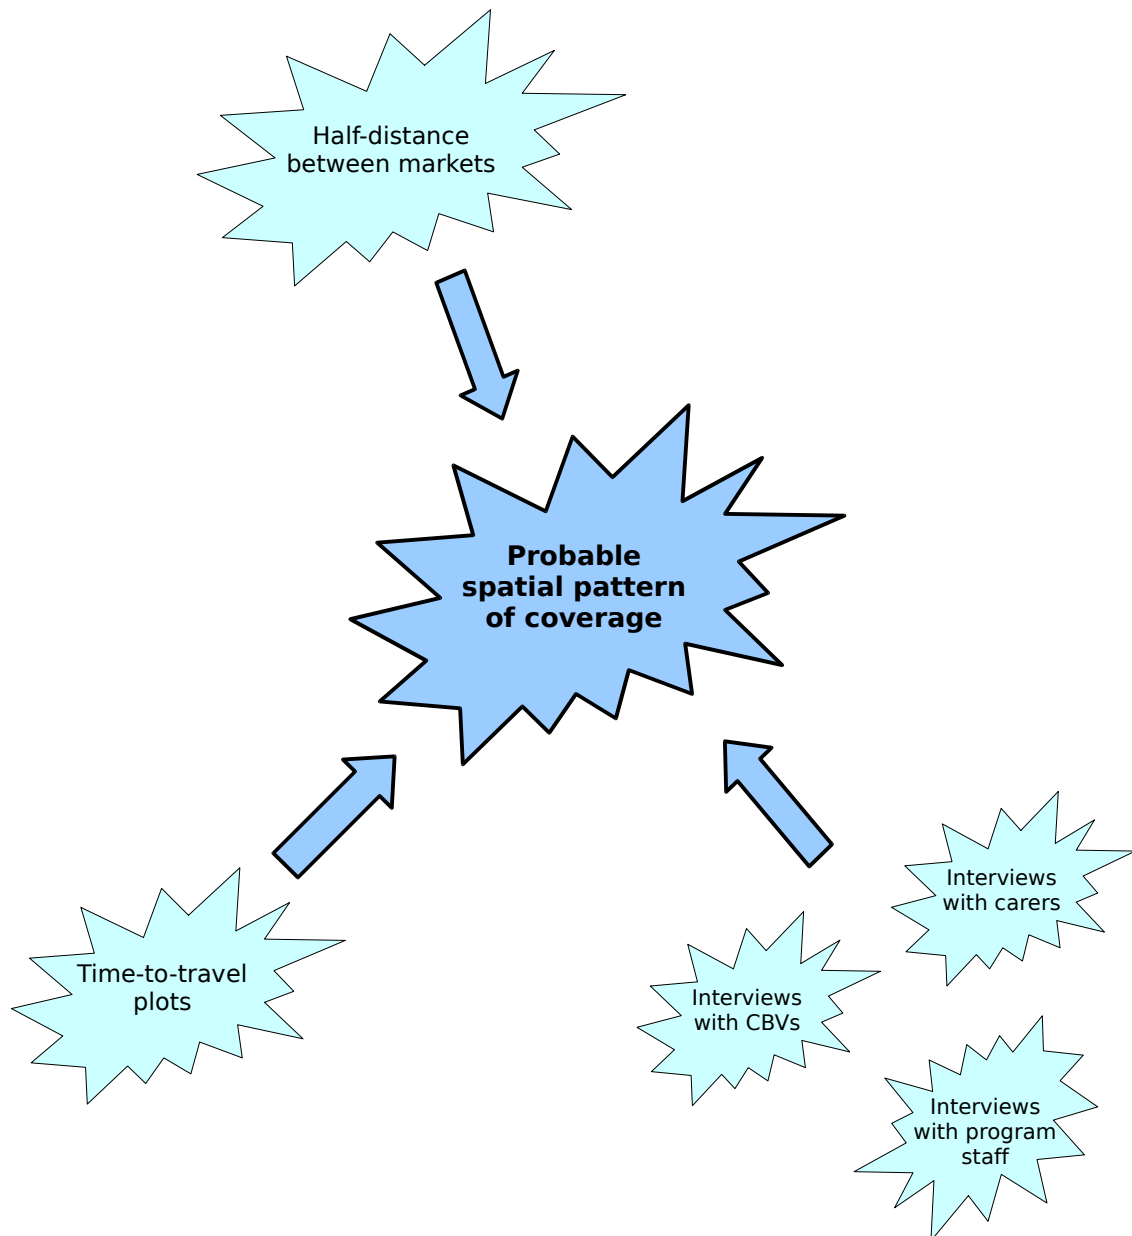 Half-distance
between markets
Probable
spatial pattern
of coverage
Time-to-travel
plots
Interviews
with carers
Interviews
with CBVs
Interviews
with program
staff